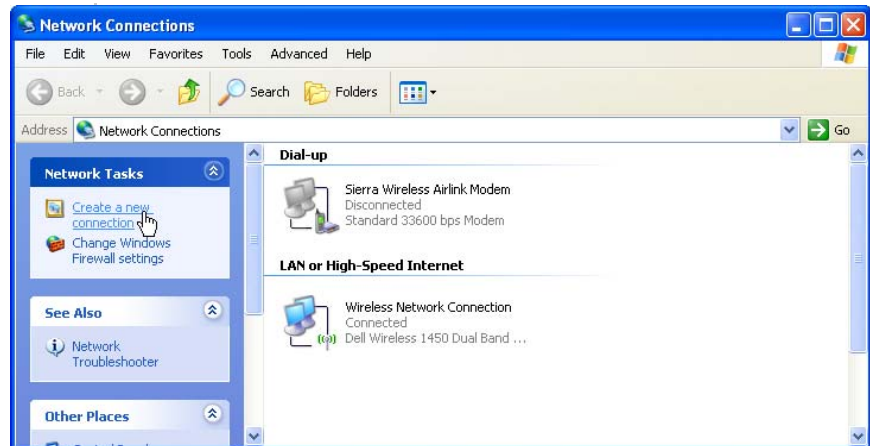 Network Connections
File Edit View Favorites Tools Advanced Help
Back Search Folders
Address Network Connections Go
Network Tasks
Create a new
connection
Change Windows
Firewall settings
See Also
Network
Troubleshooter
Other Places
Dial-up
Sierra Wireless Airlink Modem
Disconnected
Standard 33600 bps Modem
LAN or High-Speed Internet
Wireless Network Connection
Connected
Dell Wireless 1450 Dual Band ...